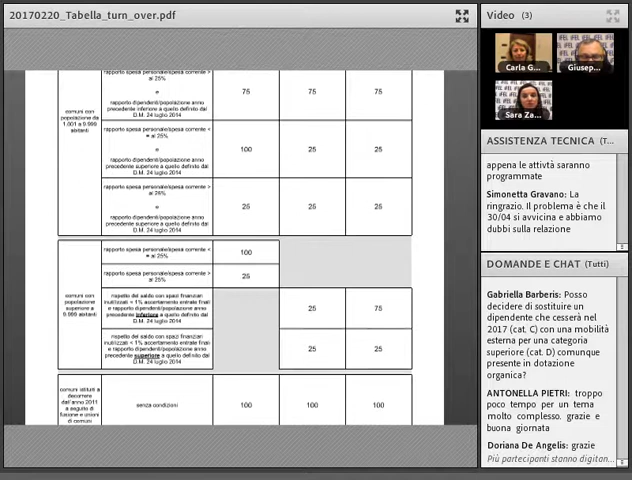 20170220_Tabella_turn_over.pdf
rapporto spesa personale/spesa corrente <
= al 25%
e
rapporto dipendenti/popolazione anno
precedente inferiore a quello definito dal
D.M. 24 luglio 2014
75
75
75
comuni con
popolazione da
1.001 a 9.999
abitanti
rapporto spesa personale/spesa corrente <
= al 25%
e
rapporto dipendenti/popolazione anno
precedente superiore a quello definito dal
D.M. 24 luglio 2014
100
25
25
rapporto spesa personale/spesa corrente >
e
rapporto dipendenti/popolazione anno
precedente superiore a quello definito dal
D.M. 24 luglio 2014
25
25
25
comuni con
popolazione
superiore a
9.999 abitanti
rapporto spesa personale/spesa corrente <
= al 25%
100
rapporto spesa personale/spesa corrente >
al 25%
25
rispetto del saldo con spazi finanziari
inutilizzati < 1% accertamento entrate finali
e rapporto dipendenti/popolazione anno
precedente inferiore a quello definito dal
D.M. 24 luglio 2014
25
75
rispetto del saldo con spazi finanziari
inutilizzati < 1% accertamento entrate finali
e rapporto dipendenti/popolazione anno
precedente superiore a quello definito dal
D.M. 24 luglio 2014
25
25
comuni istituiti a
decorrere
dall'anno 2011
a seguito di
fusione e unioni
di comuni
senza condizioni
100
100
100
Video (3)
Carla G...
Giusep...
Sara Za...
ASSISTENZA TECNICA (T...
appena le attivtà saranno
programmate
Simonetta Gravano: La
ringrazio. Il problema è che il
30/04 si avvicina e abbiamo
dubbi sulla relazione
DOMANDE E CHAT (Tutti)
Gabriella Barberis: Posso
decidere di sostituire un
dipendente che cesserà nel
2017 (cat. C) con una mobilità
esterna per una categoria
superiore (cat. D) comunque
presente in dotazione
organica?
ANTONELLA PIETRI: troppo
poco tempo per un tema
molto complesso. grazie e
buona giornata
Doriana De Angelis: grazie
Più partecipanti stanno digitan...